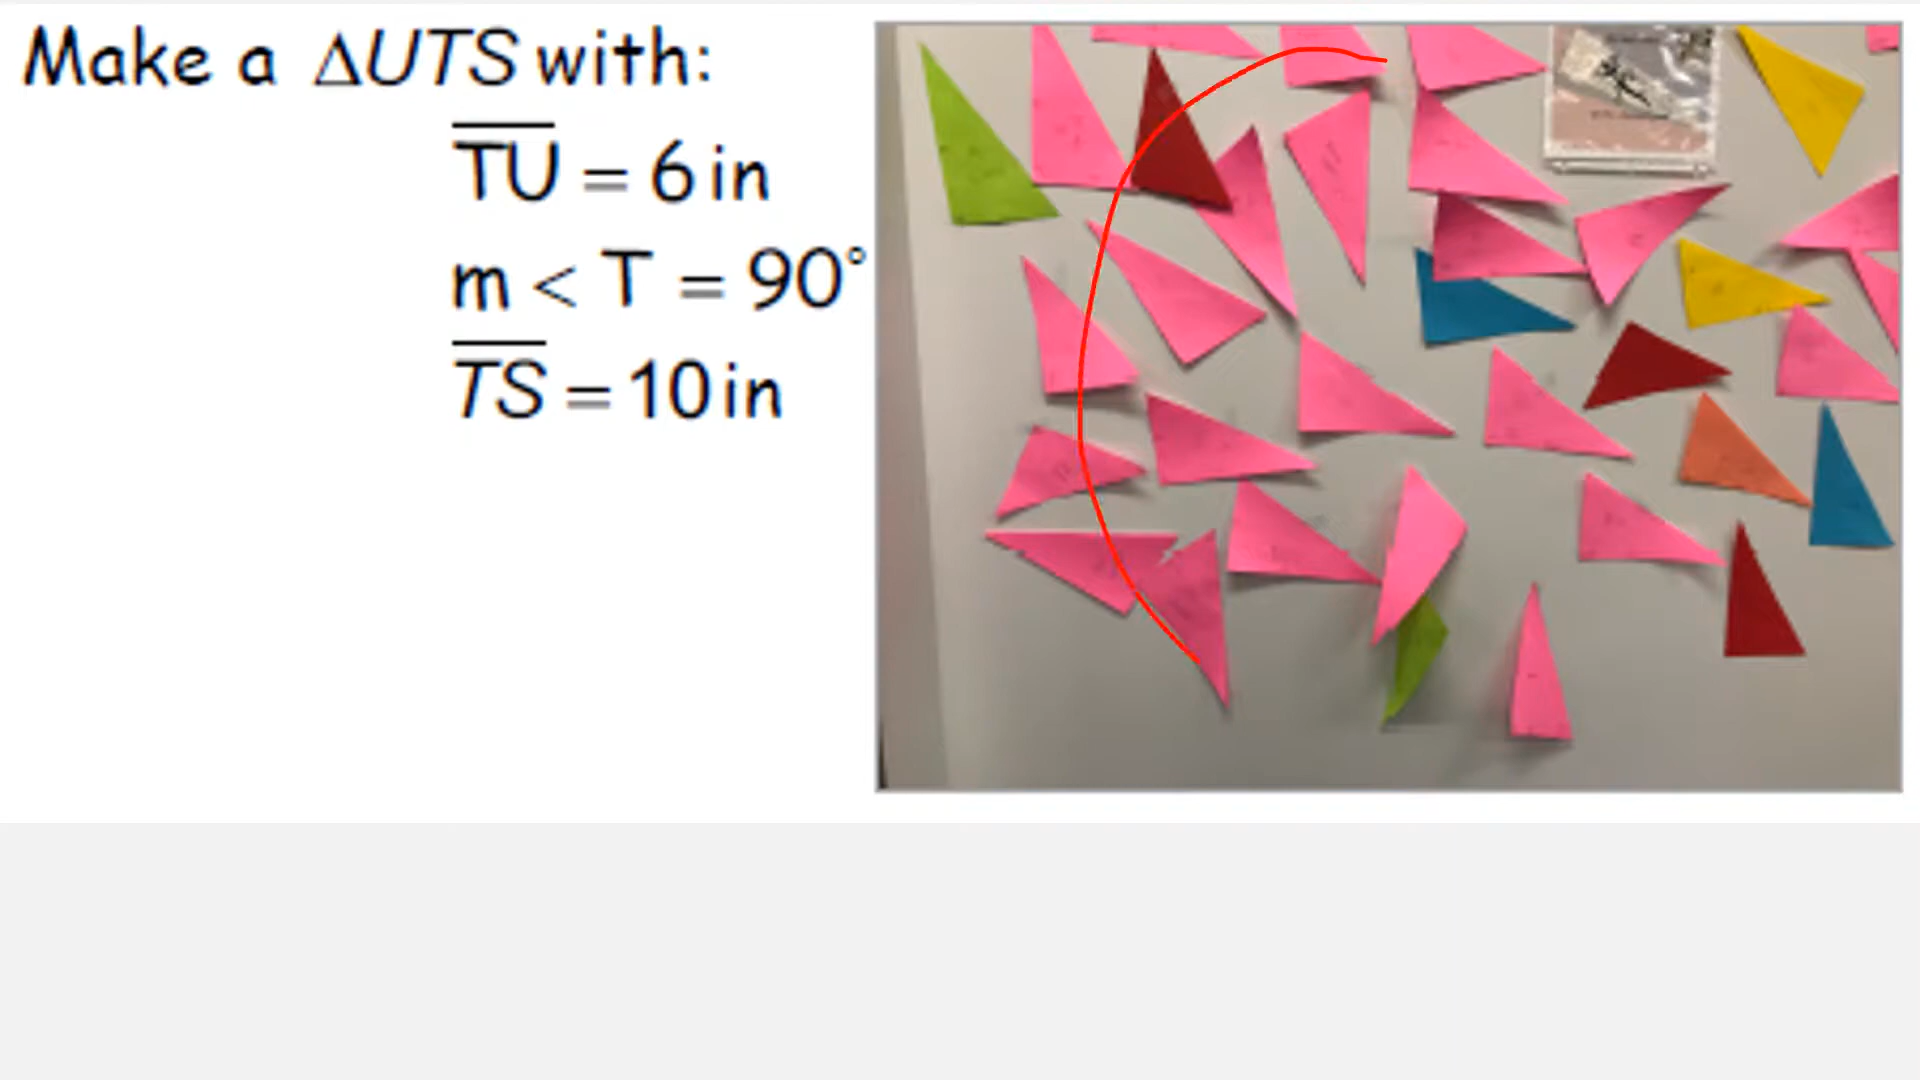 Make a ΔUTS with:
TU = 6 in
m < T = 90°
TS = 10 in